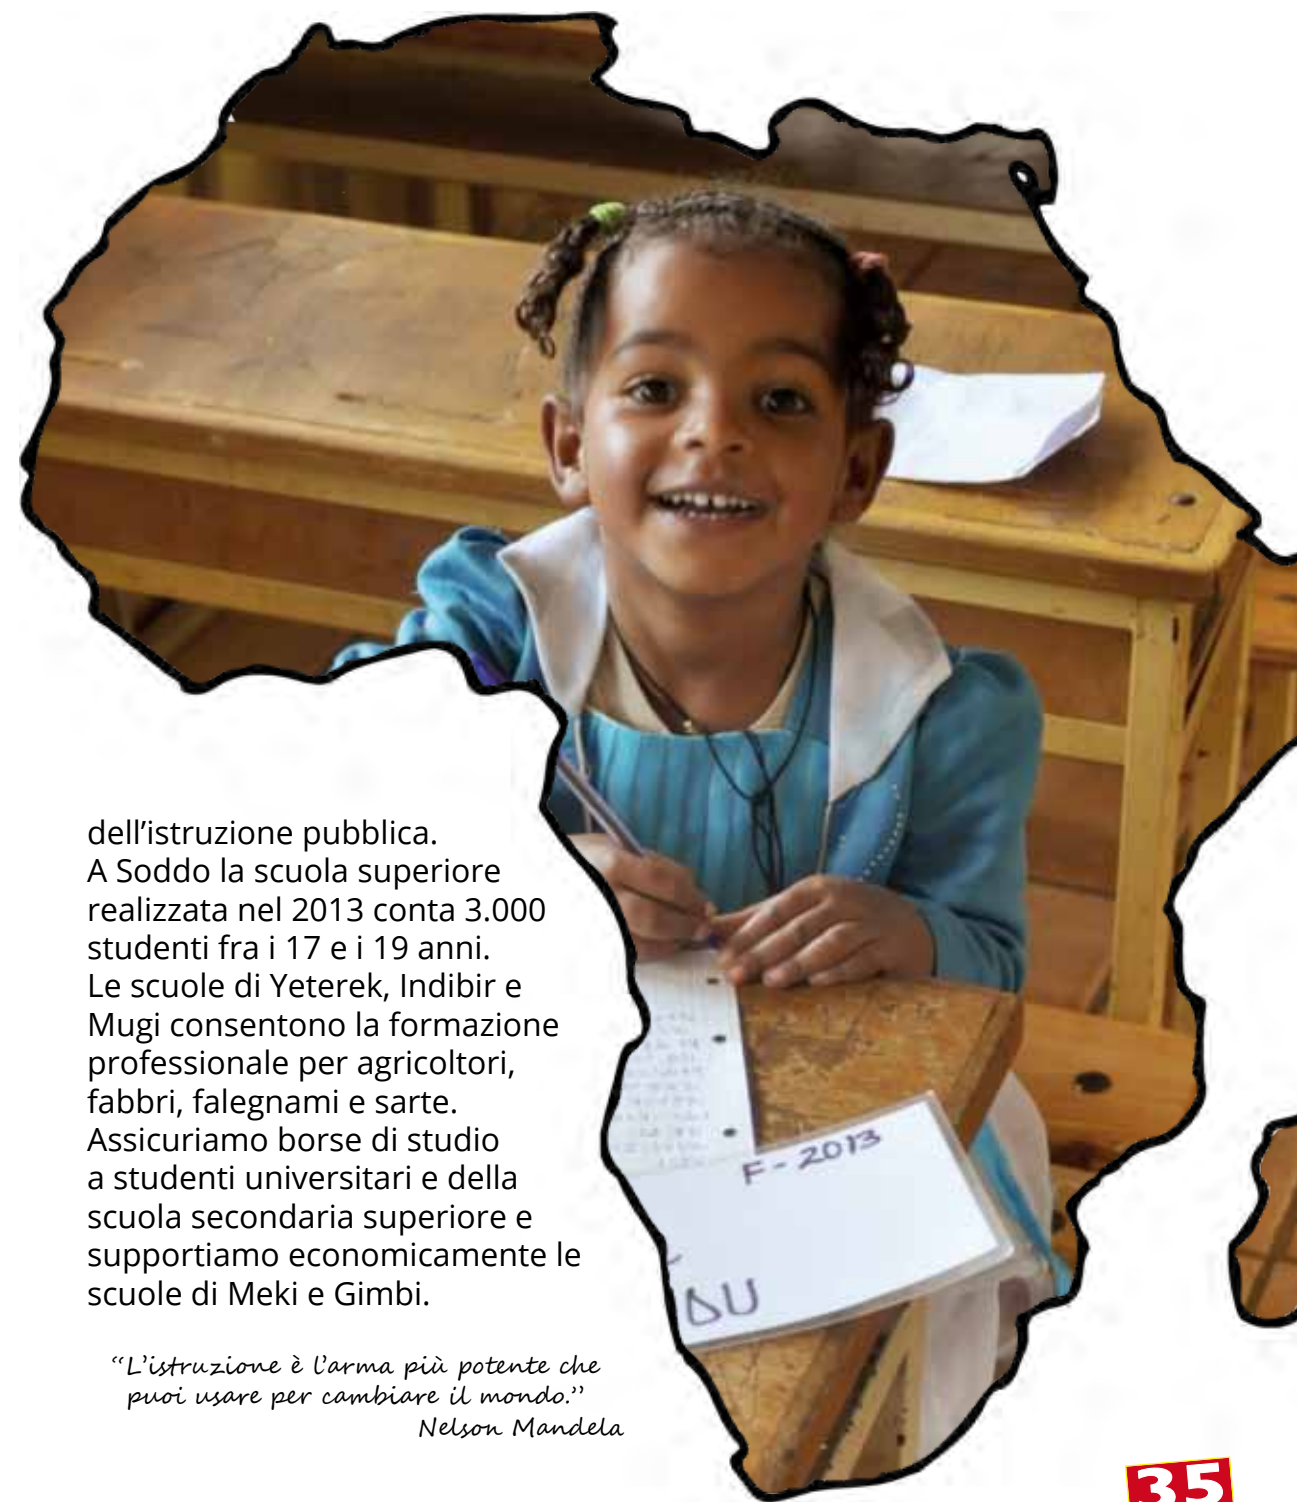 dell’istruzione pubblica.
A Soddo la scuola superiore
realizzata nel 2013 conta 3.000
studenti fra i 17 e i 19 anni.
Le scuole di Yeterek, Indibir e
Mugi consentono la formazione
professionale per agricoltori,
fabbri, falegnami e sarte.
Assicuriamo borse di studio
a studenti universitari e della
scuola secondaria superiore e
supportiamo economicamente le
scuole di Meki e Gimbi.
“L’istruzione è l’arma più potente che
puoi usare per cambiare il mondo.”
Nelson Mandela
F - 2013
DU
35